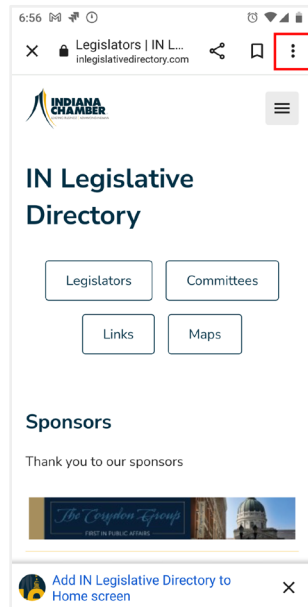 6:56
Legislators | IN L...
inlegislativedirectory.com
INDIANA
CHAMBER
IN Legislative
Directory
Legislators
Committees
Links
Maps
Sponsors
Thank you to our sponsors
The Corydon Group
FIRST IN PUBLIC AFFAIRS
Add IN Legislative Directory to
Home screen